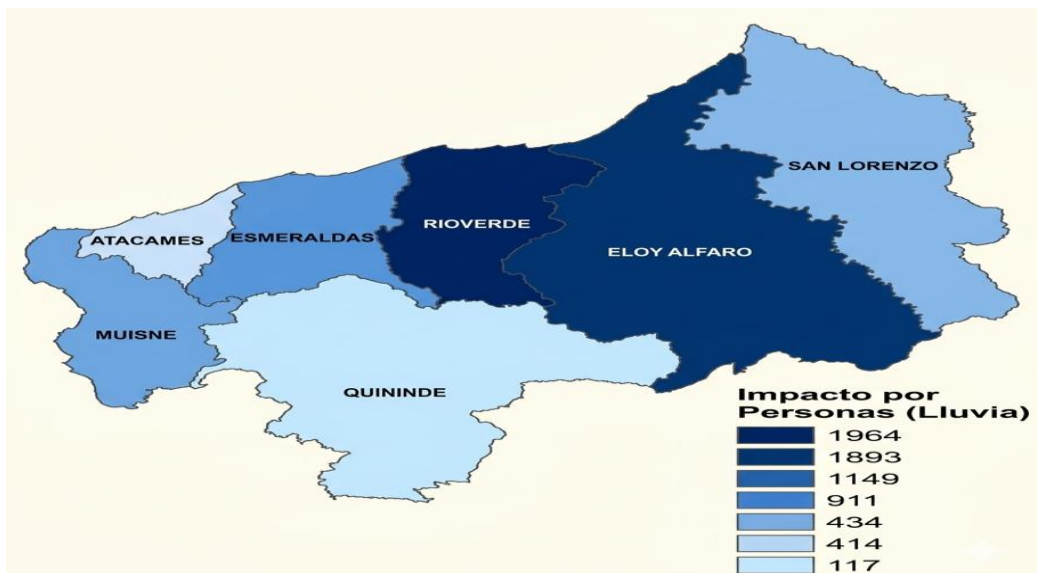 SAN LORENZO
RIOVERDE
ATACAMES
ESMERALDAS
ELOY ALFARO
MUISNE
QUININDE
Impacto por
Personas (Lluvia)
1964
1893
1149
911
434
414
117